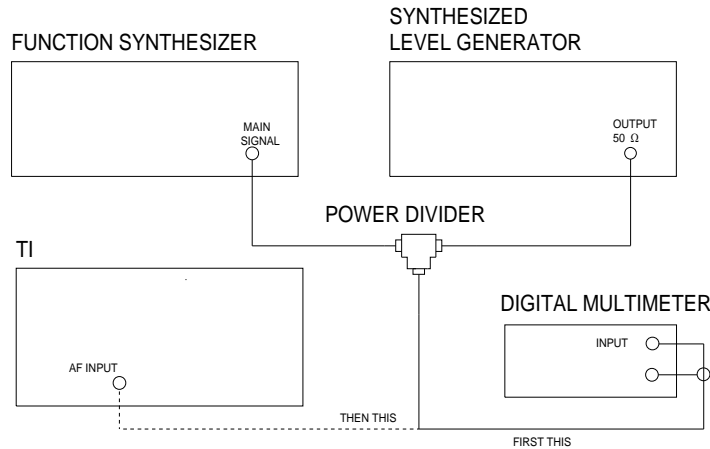 SYNTHESIZED
LEVEL GENERATOR
FUNCTION SYNTHESIZER
MAIN
SIGNAL
OUTPUT
50 Ω
POWER DIVIDER
TI
AF INPUT
DIGITAL MULTIMETER
INPUT
THEN THIS
FIRST THIS